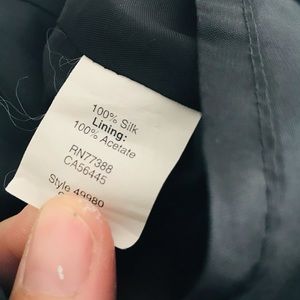 100% Silk
Lining:
100% Acetate
RN77388
CA56445
Style 49980